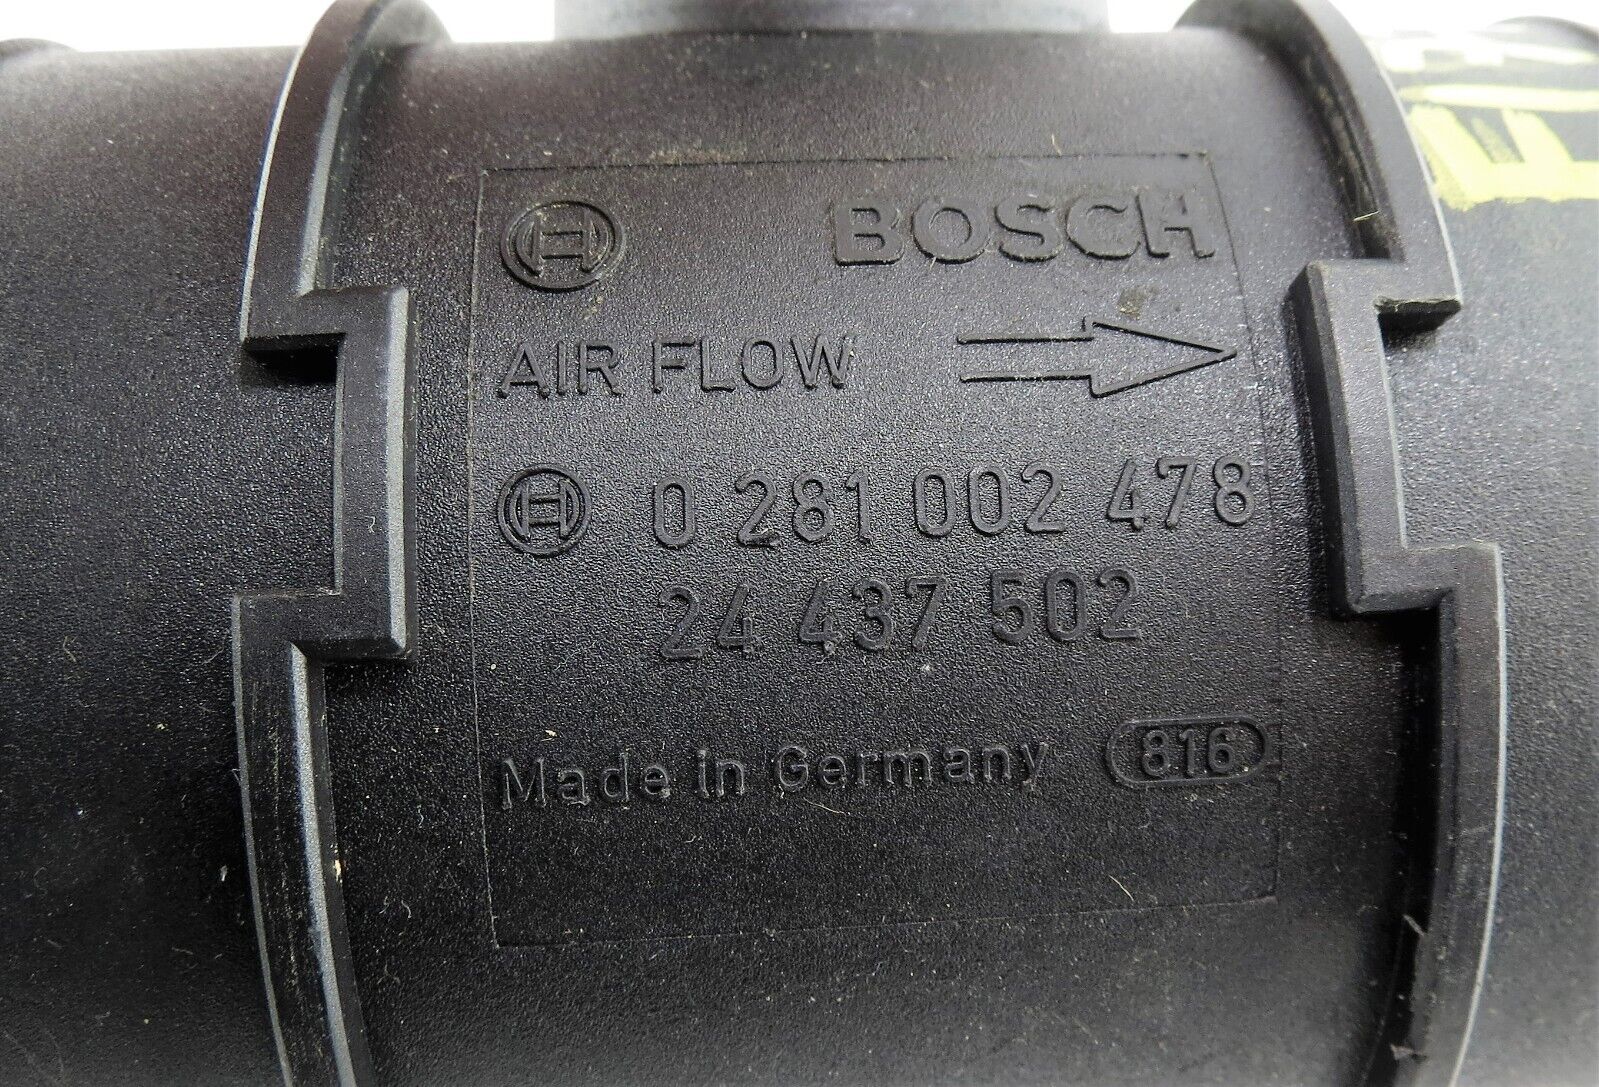 BOSCH
AIR FLOW
0 281 002 478
24 437 502
Made in Germany 816